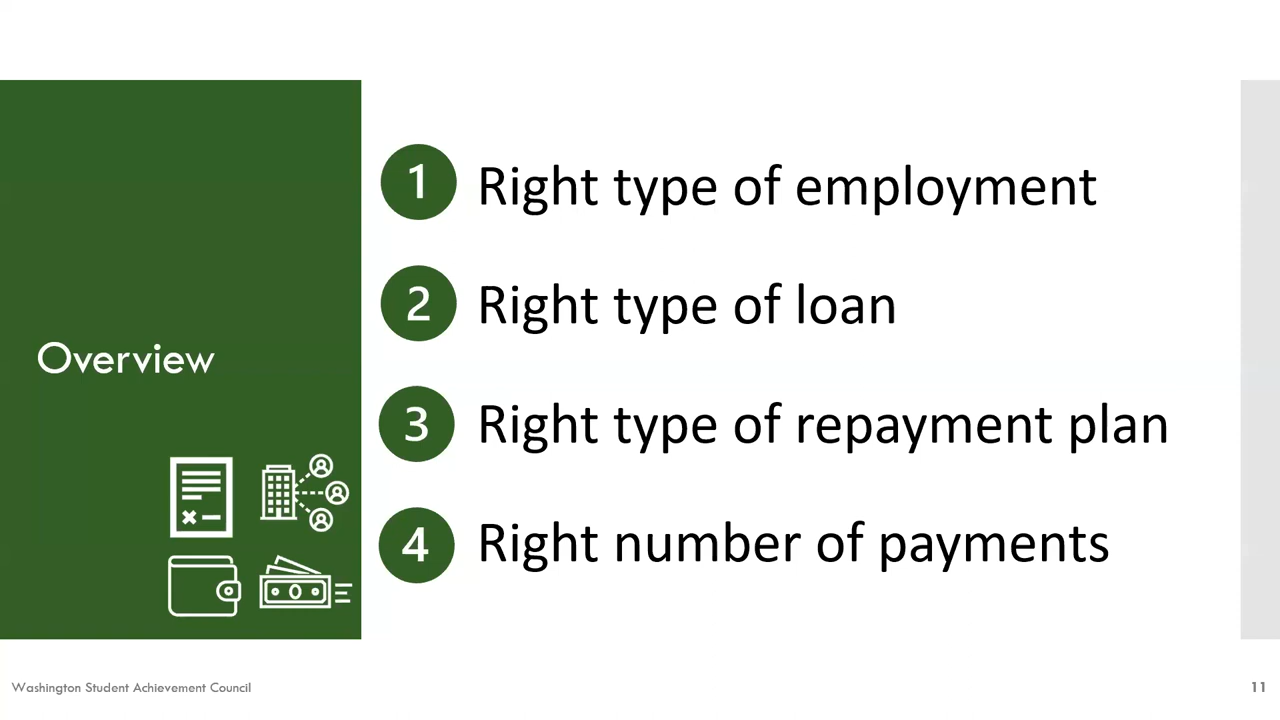 Overview
1 Right type of employment
2 Right type of loan
3 Right type of repayment plan
4 Right number of payments
Washington Student Achievement Council
11